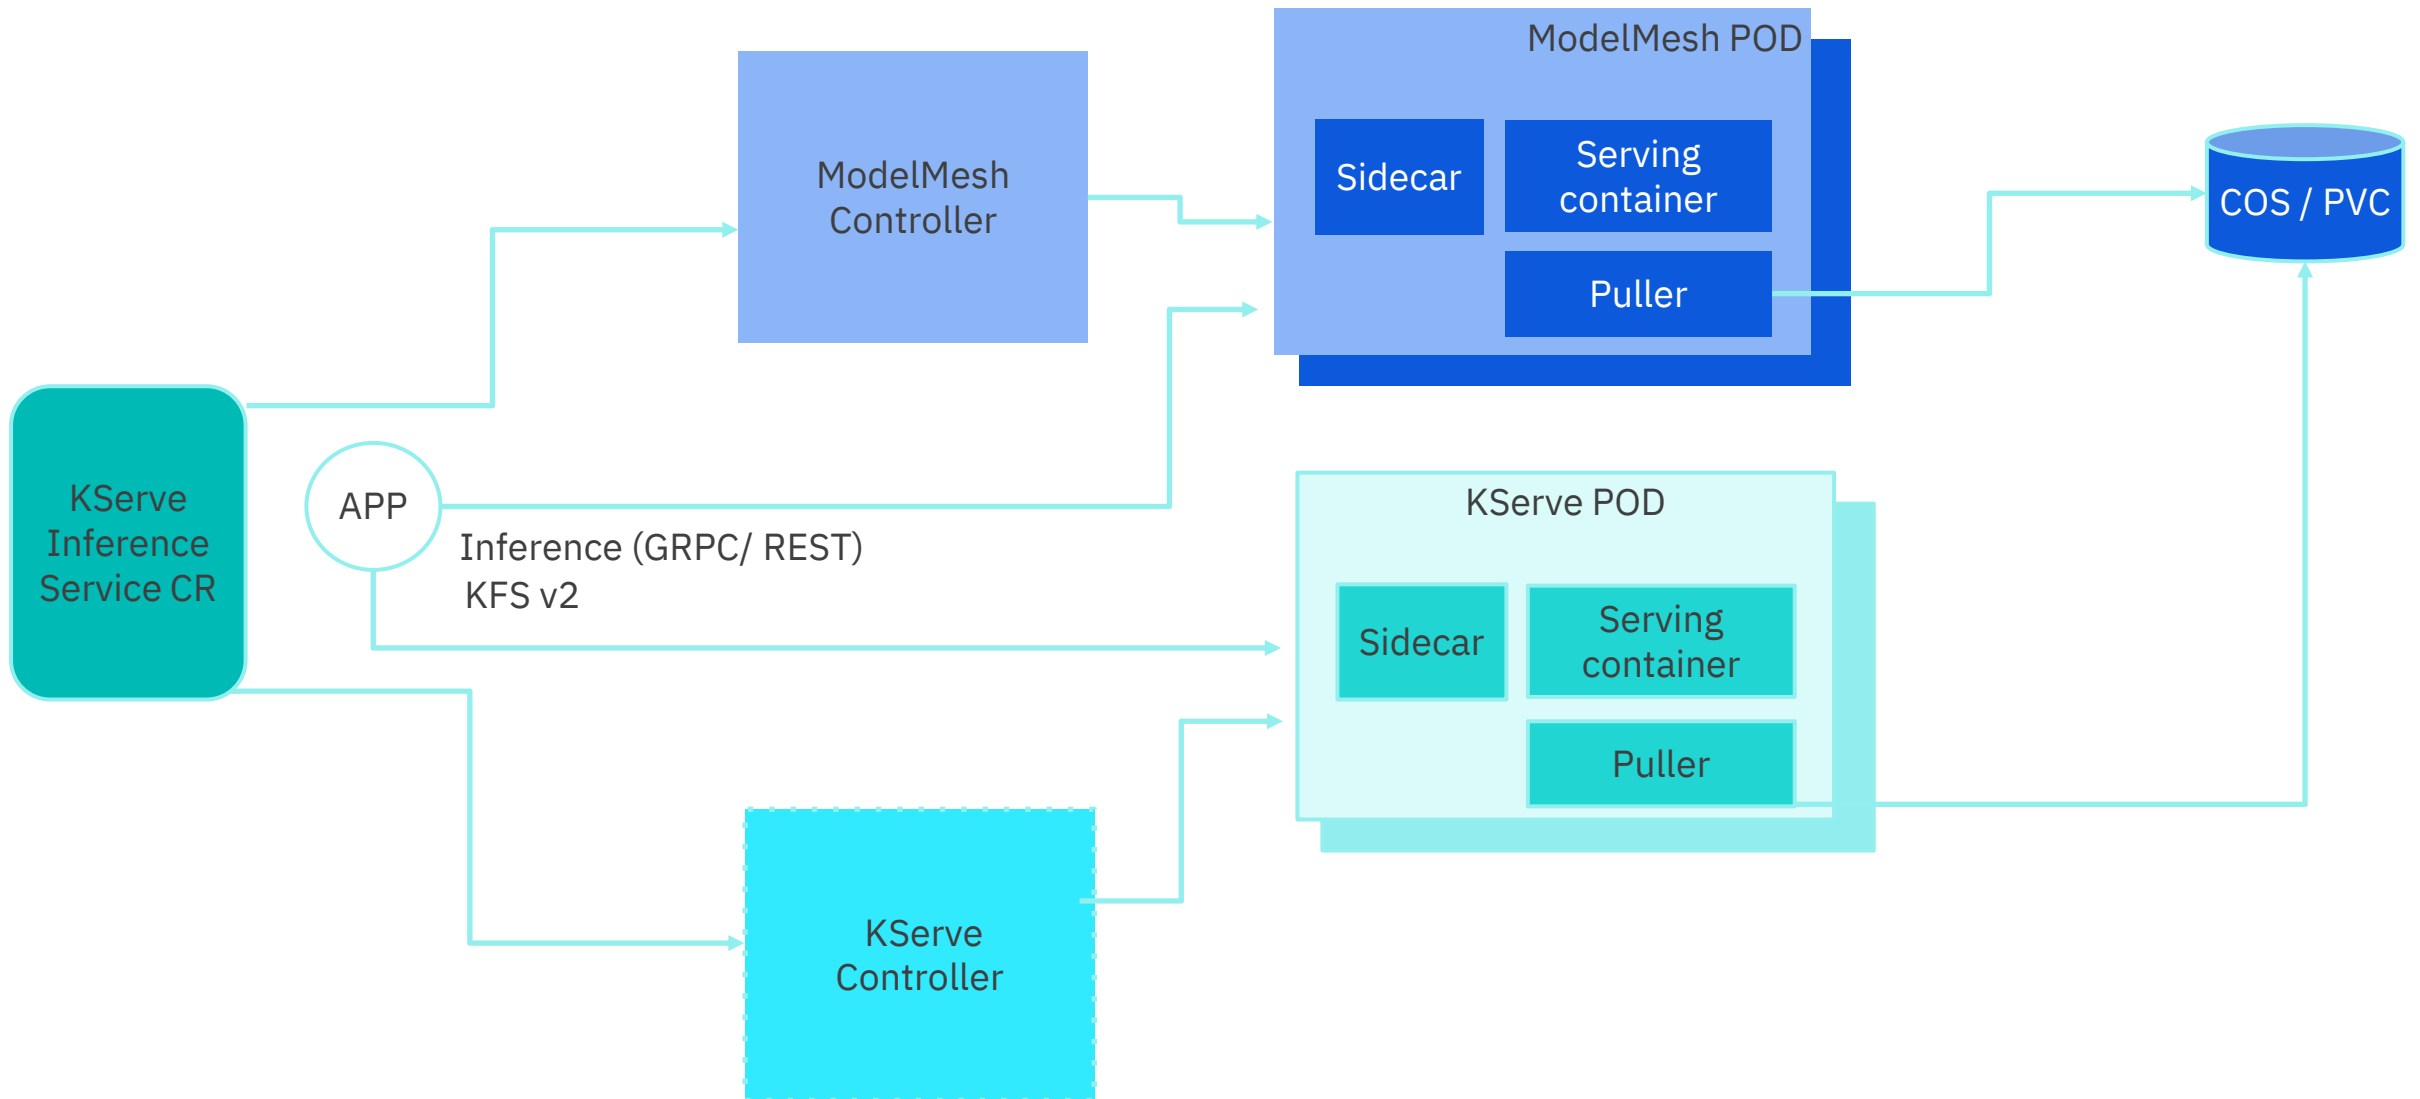 ModelMesh POD
ModelMesh
Controller
Sidecar
Serving
container
Puller
COS / PVC
KServe
Inference
Service CR
APP
Inference (GRPC/ REST)
KFS v2
KServe POD
Sidecar
Serving
container
Puller
KServe
Controller